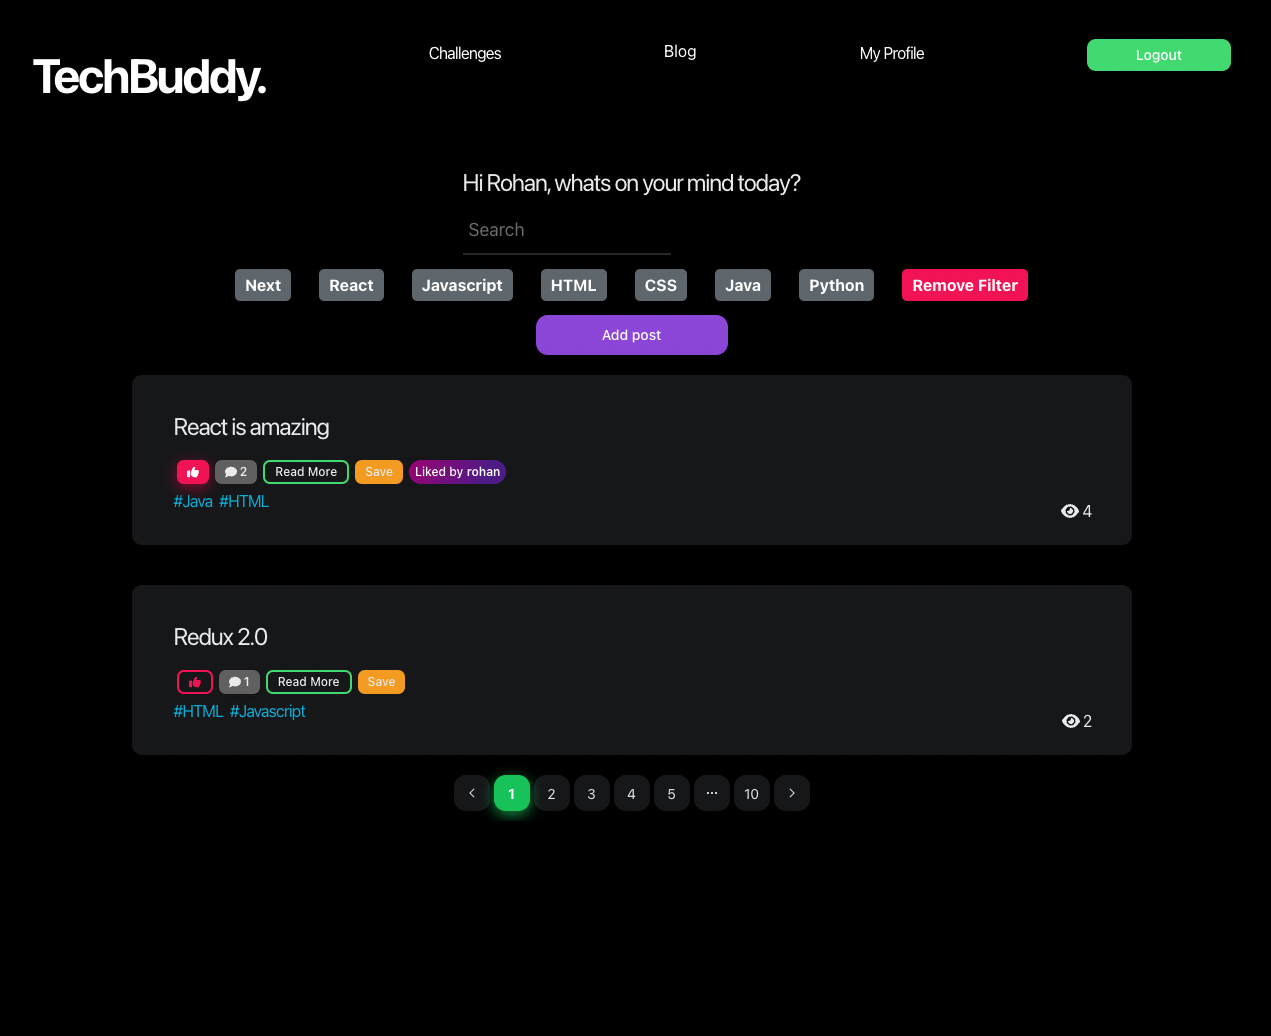 TechBuddy.
Challenges Blog My Profile Logout
Hi Rohan, whats on your mind today?
Search
Next React Javascript HTML CSS Java Python Remove Filter
Add post
React is amazing
2 Read More Save Liked by rohan
#Java #HTML
4
Redux 2.0
1 Read More Save
#HTML #Javascript
2
1 2 3 4 5 ... 10